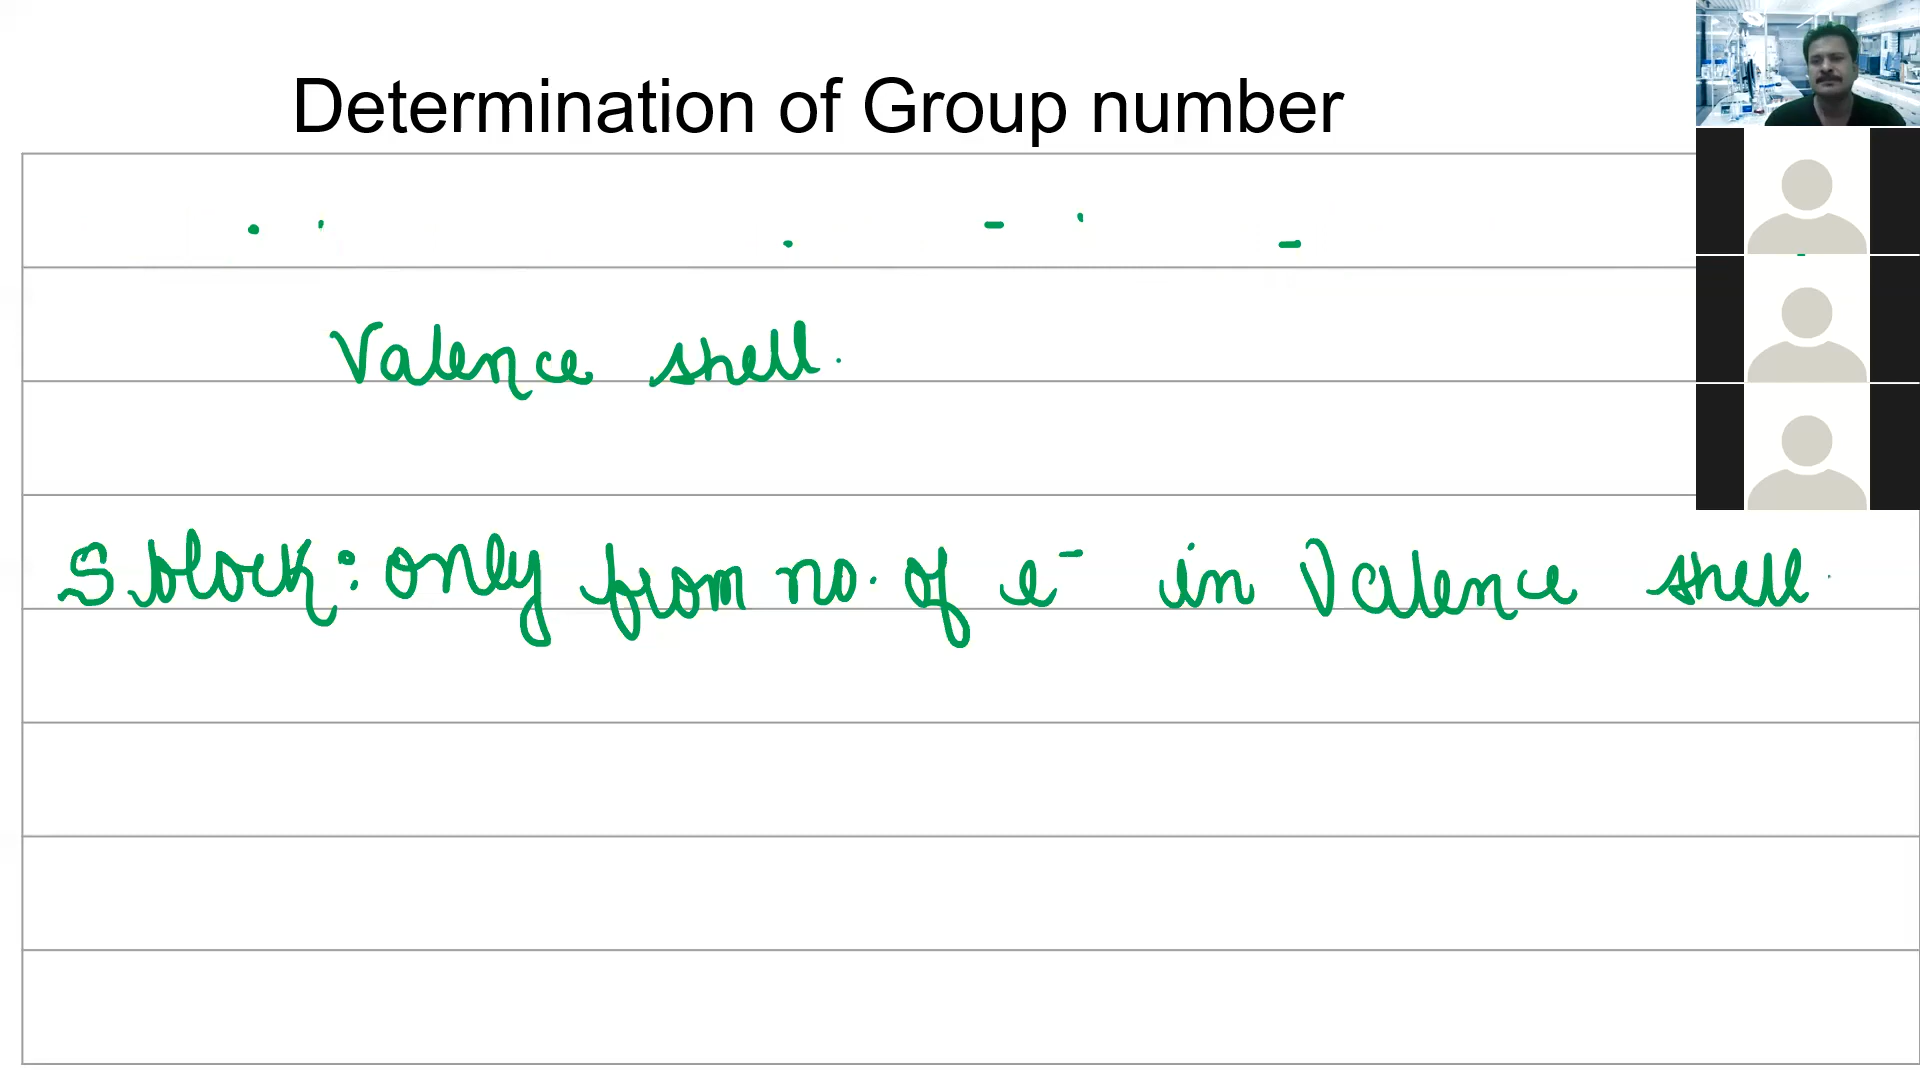 Determination of Group number
Valence shell.
S block: only from no. of e⁻ in Valence shell.